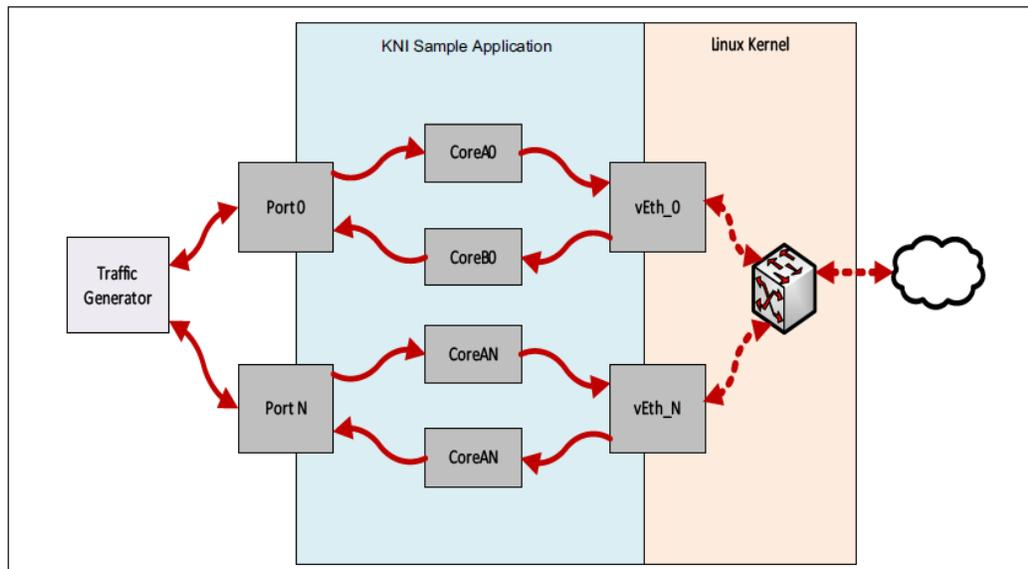 KNI Sample Application
Linux Kernel
CoreA0
Port 0
vEth_0
CoreB0
Traffic
Generator
CoreAN
Port N
vEth_N
CoreAN